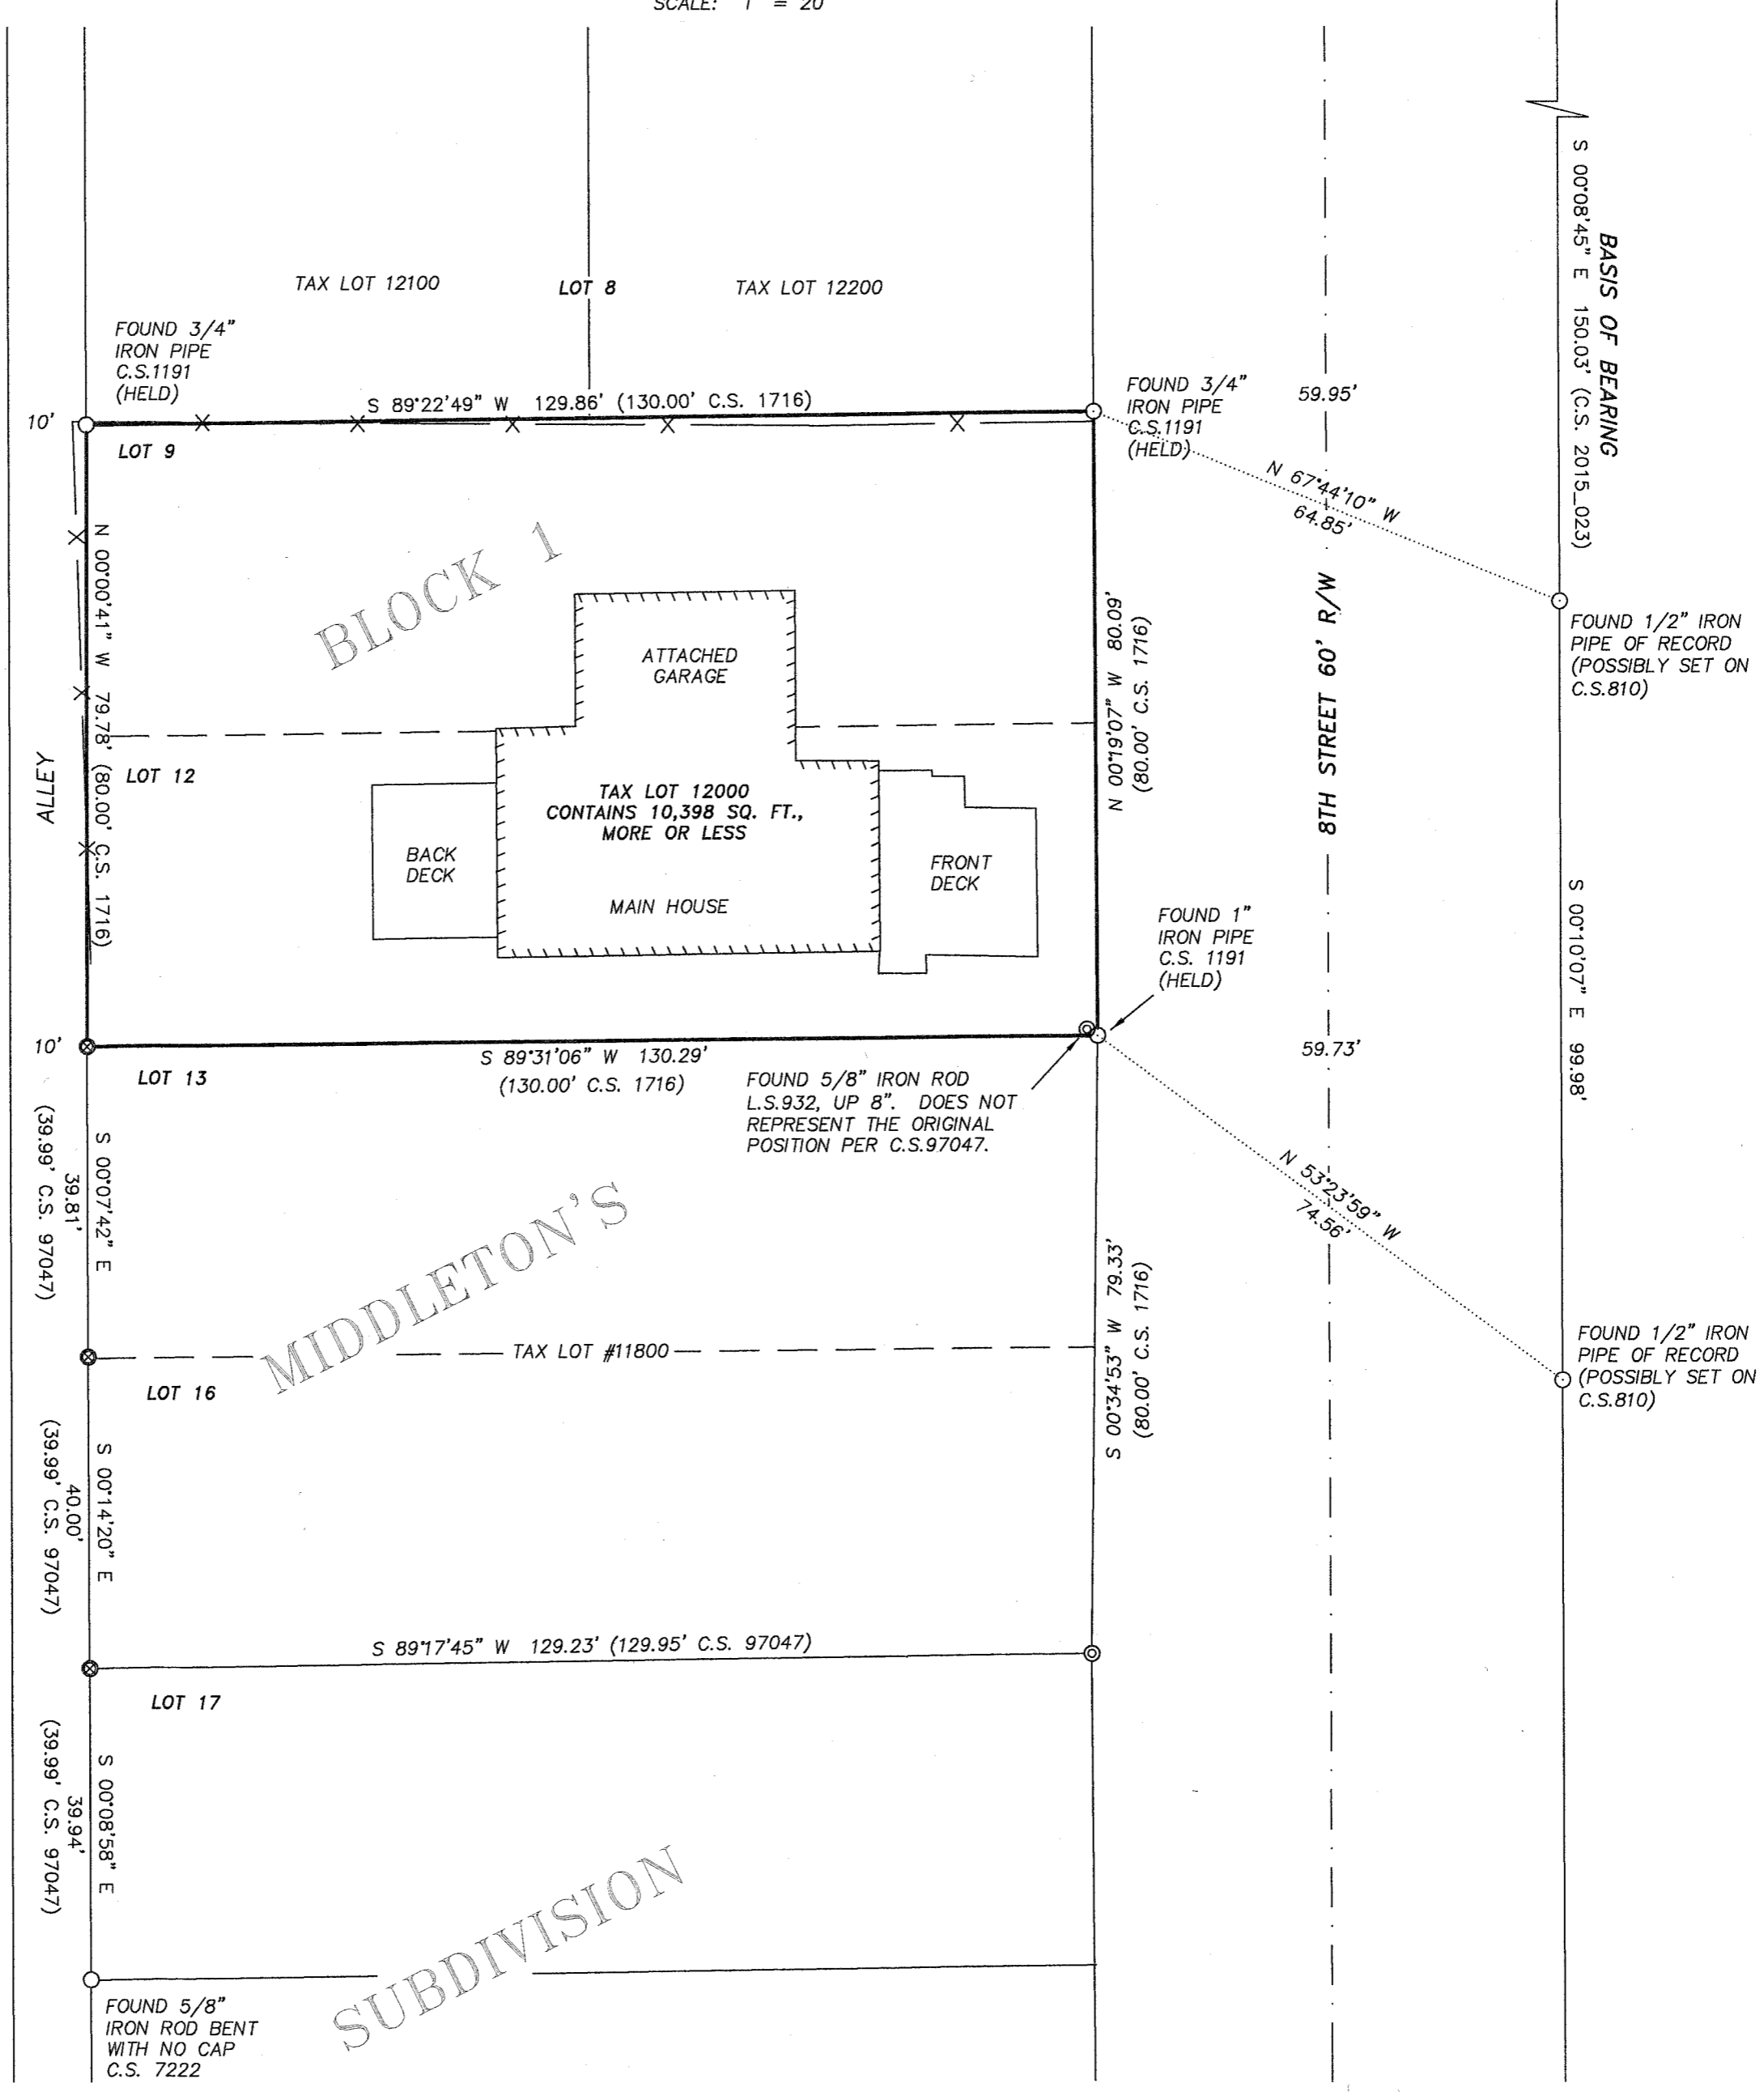 SCALE: 1" = 20'
S 00°08'45" E 150.03' (C.S. 2015_023)
BASIS OF BEARING
TAX LOT 12100
LOT 8
TAX LOT 12200
FOUND 3/4"
IRON PIPE
C.S.1191
(HELD)
S 89°22'49" W 129.86' (130.00' C.S. 1716)
FOUND 3/4"
IRON PIPE
C.S.1191
(HELD)
59.95'
10'
LOT 9
N 67°44'10" W
64.85'
N 00°00'41" W 79.78' (80.00' C.S. 1716)
BLOCK 1
ATTACHED
GARAGE
N 00°19'07" W 80.09'
(80.00' C.S. 1716)
8TH STREET 60' R/W
FOUND 1/2" IRON
PIPE OF RECORD
(POSSIBLY SET ON
C.S.810)
ALLEY
LOT 12
TAX LOT 12000
CONTAINS 10,398 SQ. FT.,
MORE OR LESS
BACK
DECK
FRONT
DECK
MAIN HOUSE
FOUND 1"
IRON PIPE
C.S. 1191
(HELD)
S 00°10'07" E 99.98'
10'
LOT 13
S 89°31'06" W 130.29'
(130.00' C.S. 1716)
59.73'
FOUND 5/8" IRON ROD
L.S.932, UP 8". DOES NOT
REPRESENT THE ORIGINAL
POSITION PER C.S.97047.
S 00°07'42" E
39.81'
(39.99' C.S. 97047)
N 53°23'59" W
74.56'
MIDDLETON'S
S 00°34'53" W 79.33'
(80.00' C.S. 1716)
TAX LOT #11800
LOT 16
FOUND 1/2" IRON
PIPE OF RECORD
(POSSIBLY SET ON
C.S.810)
S 00°14'20" E
40.00'
(39.99' C.S. 97047)
S 89°17'45" W 129.23' (129.95' C.S. 97047)
LOT 17
S 00°08'58" E
39.94'
(39.99' C.S. 97047)
SUBDIVISION
FOUND 5/8"
IRON ROD BENT
WITH NO CAP
C.S. 7222